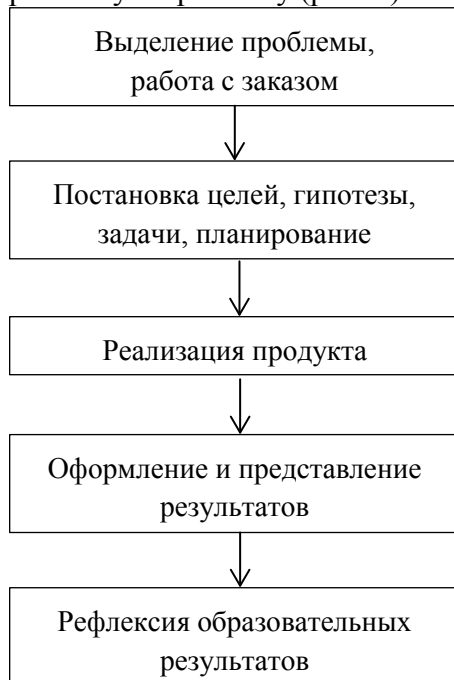 Выделение проблемы,
работа с заказом
Постановка целей, гипотезы,
задачи, планирование
Реализация продукта
Оформление и представление
результатов
Рефлексия образовательных
результатов